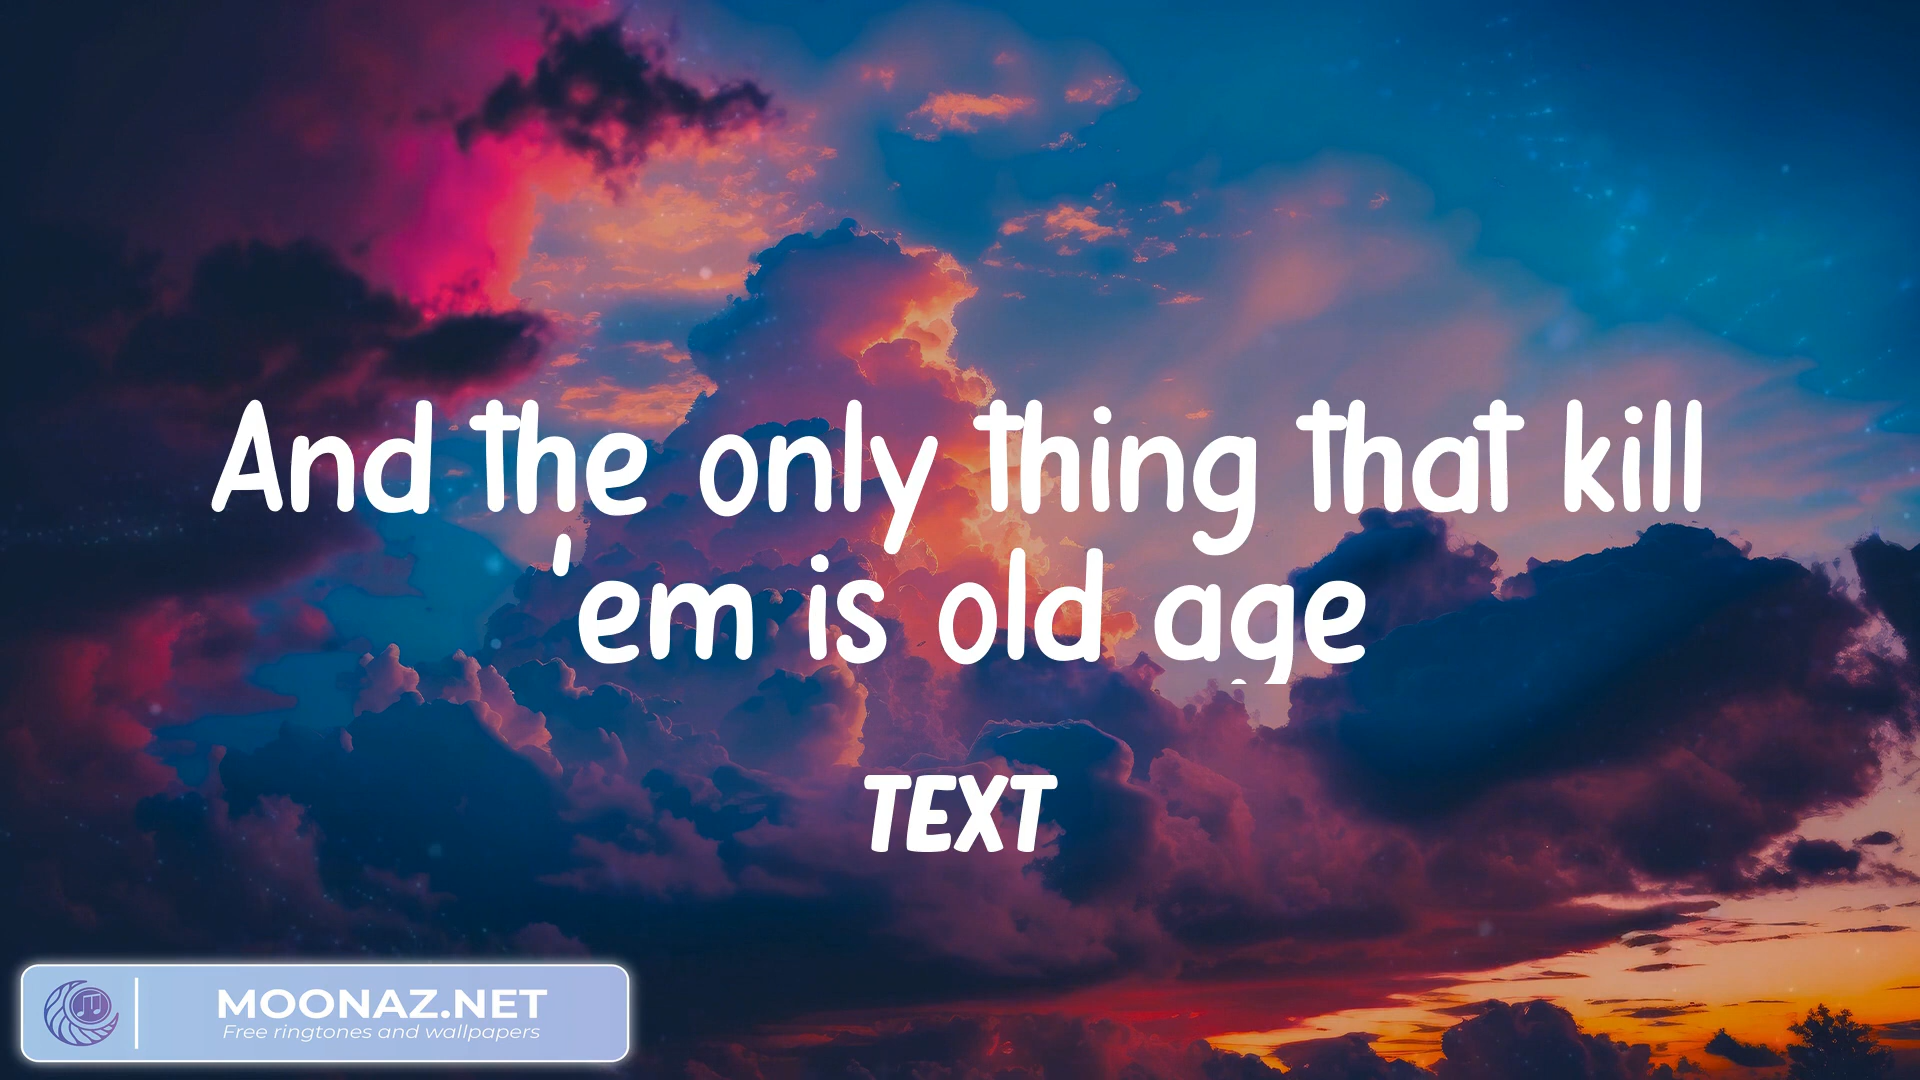 And the only thing that kill
'em is old age
TEXT
MOONAZ.NET
Free ringtones and wallpapers